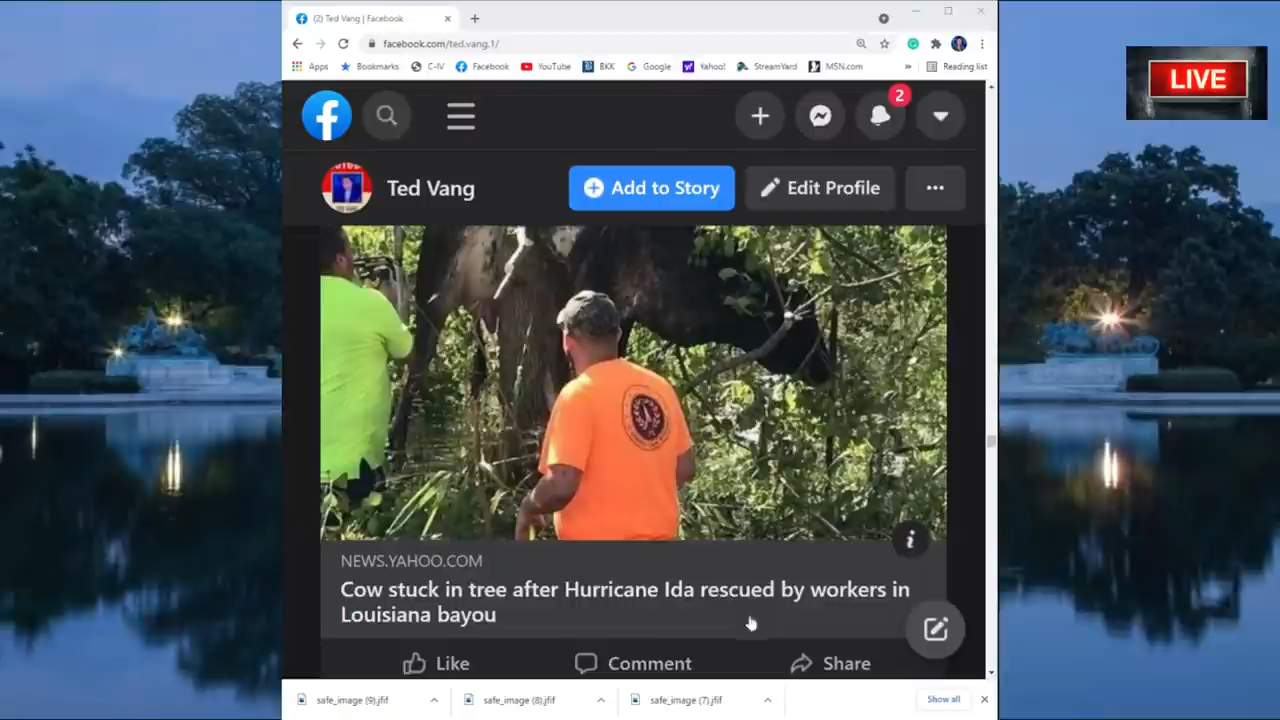 (2) Ted Vang | Facebook
facebook.com/ted.vang.1/
Apps Bookmarks C-IV Facebook YouTube BKK Google Yahoo! StreamYard MSN.com » Reading list
LIVE
2
Ted Vang
Add to Story
Edit Profile
NEWS.YAHOO.COM
Cow stuck in tree after Hurricane Ida rescued by workers in
Louisiana bayou
Like Comment Share
safe_image (9).jfif safe_image (8).jfif safe_image (7).jfif Show all